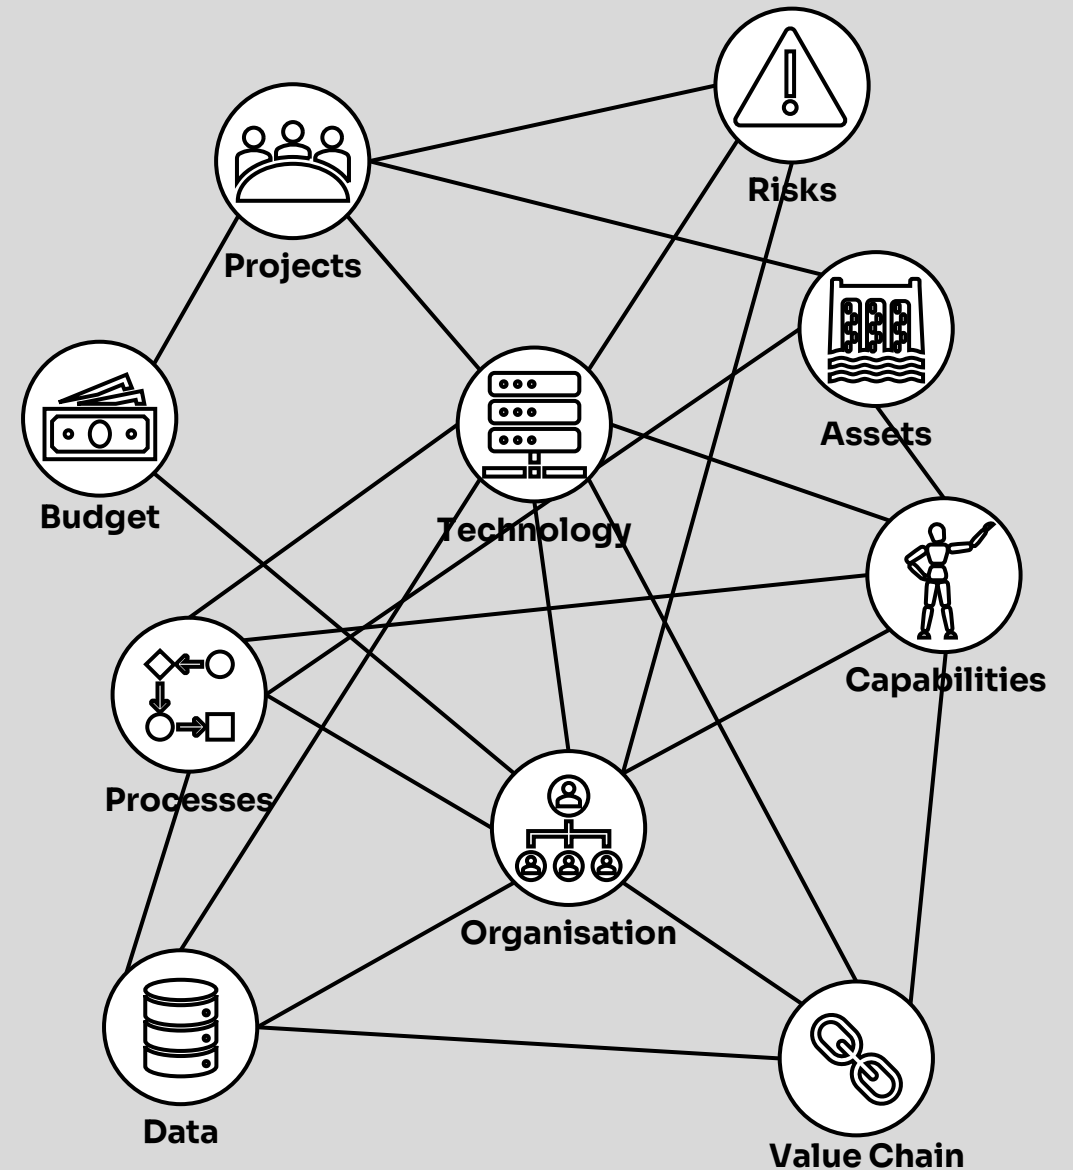 Risks
Projects
Assets
Budget
Technology
Capabilities
Processes
Organisation
Data
Value Chain